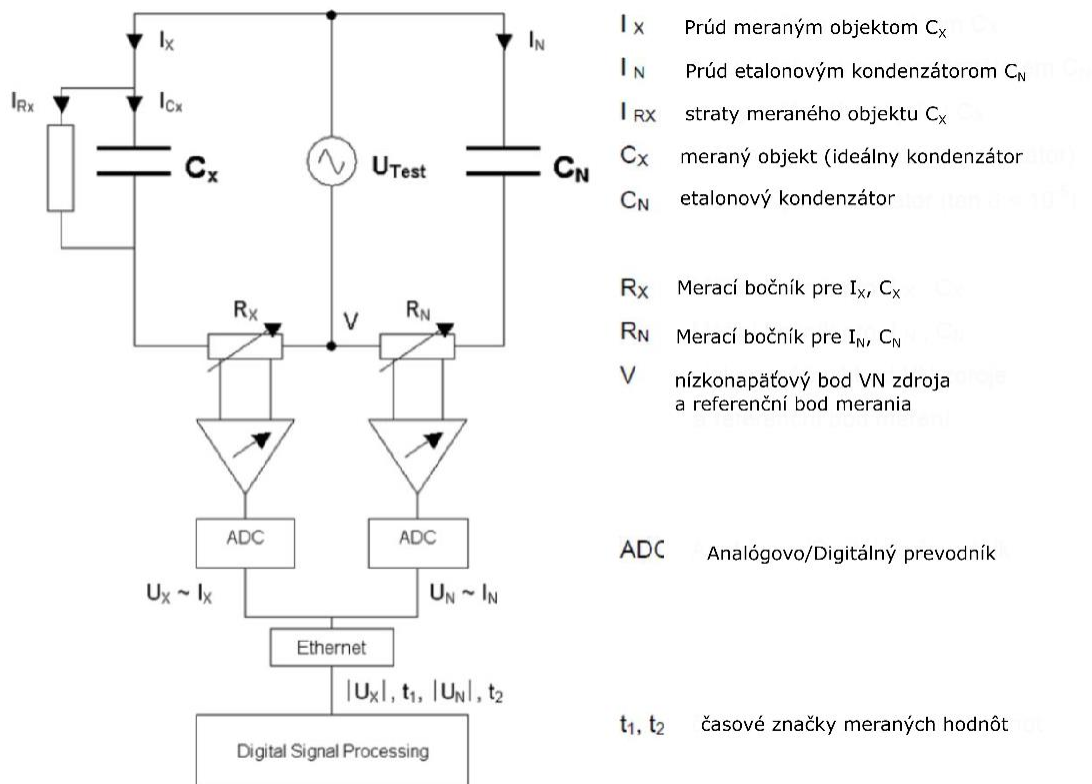 I_X
I_N
I_Rx
I_Cx
C_x
U_Test
C_N
R_X
V
R_N
ADC
ADC
U_X ~ I_X
U_N ~ I_N
Ethernet
|U_X|, t_1, |U_N|, t_2
Digital Signal Processing
I_X Prúd meraným objektom C_X
I_N Prúd etalonovým kondenzátorom C_N
I_RX straty meraného objektu C_X
C_X meraný objekt (ideálny kondenzátor
C_N etalonový kondenzátor
R_X Merací bočník pre I_X, C_X
R_N Merací bočník pre I_N, C_N
V nízkonapäťový bod VN zdroja
a referenční bod merania
ADC Analógovo/Digitálný prevodník
t_1, t_2 časové značky meraných hodnôt